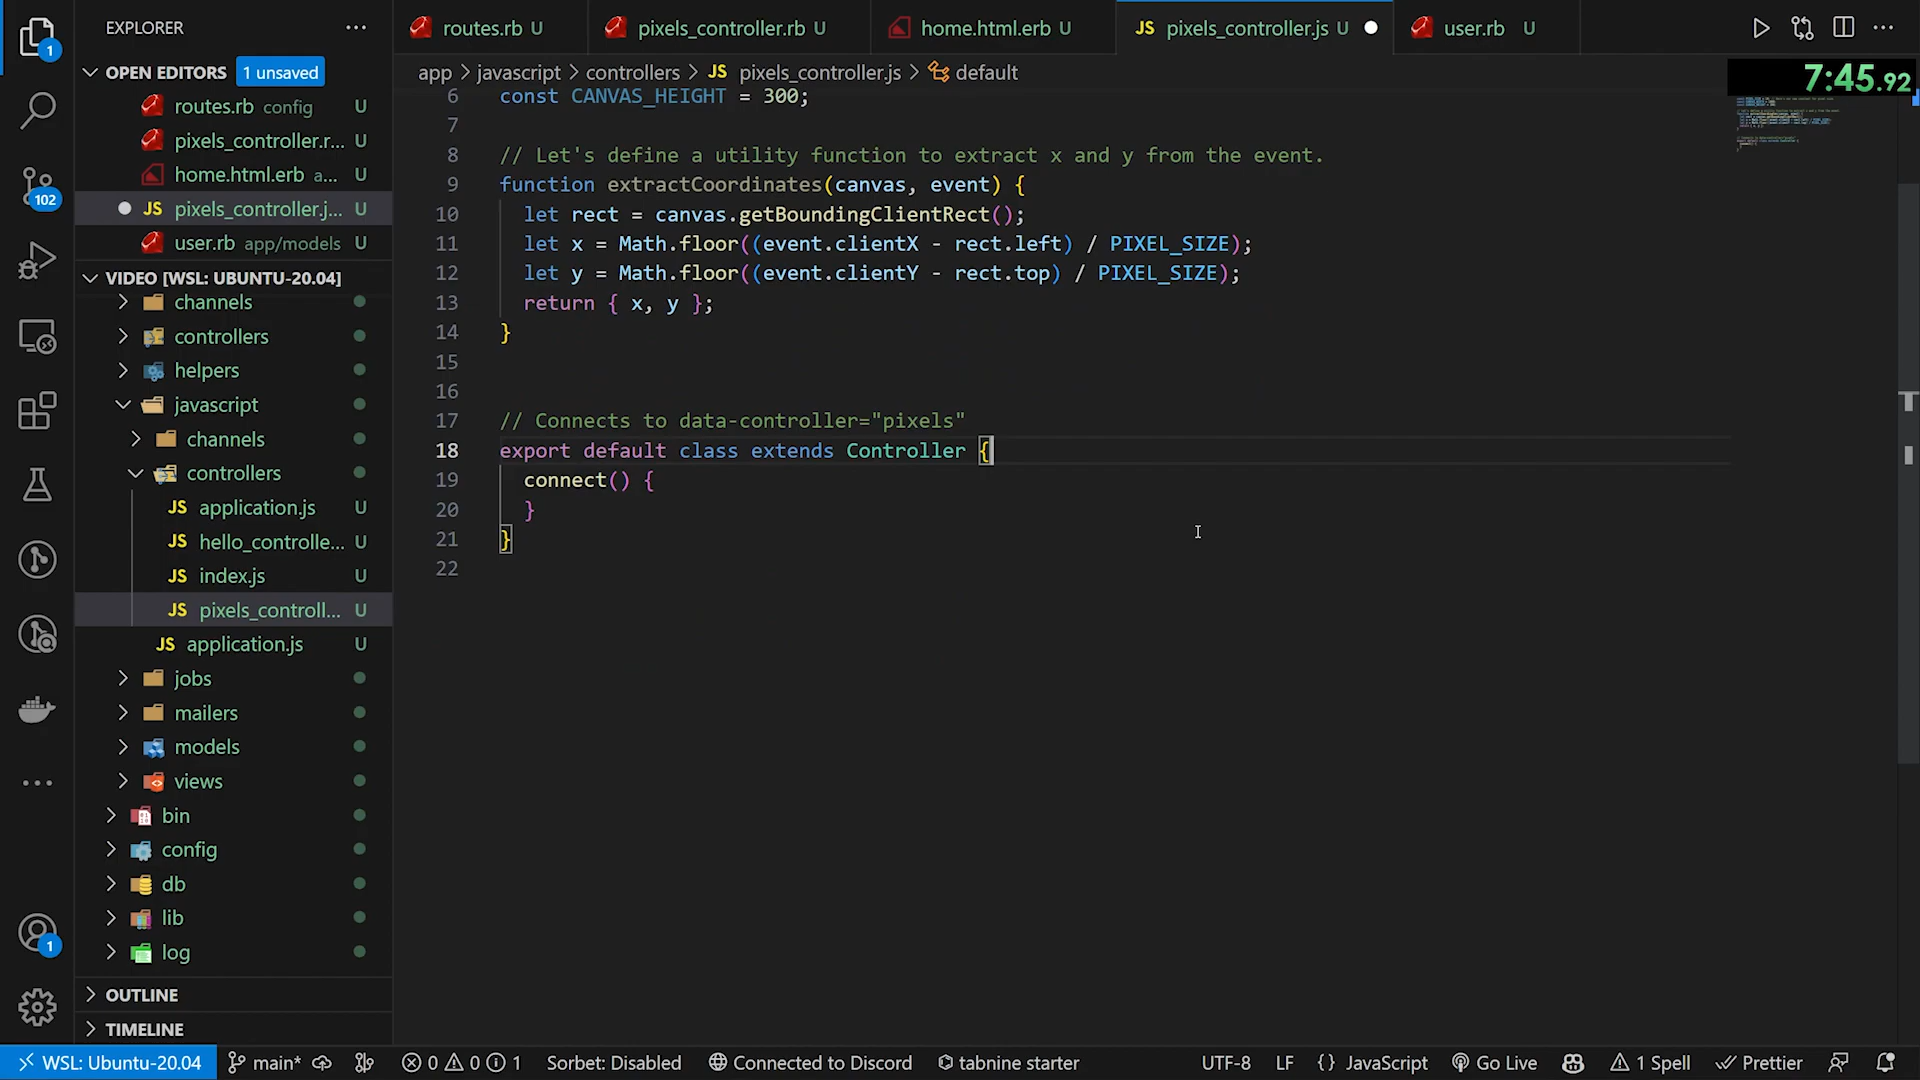 EXPLORER
OPEN EDITORS 1 unsaved
routes.rb config U
pixels_controller.r... U
home.html.erb a... U
JS pixels_controller.j... U
user.rb app/models U
VIDEO [WSL: UBUNTU-20.04]
channels
controllers
helpers
javascript
channels
controllers
JS application.js U
JS hello_controlle... U
JS index.js U
JS pixels_controll... U
JS application.js U
jobs
mailers
models
views
bin
config
db
lib
log
OUTLINE
TIMELINE
1
102
1
routes.rb U
pixels_controller.rb U
home.html.erb U
JS pixels_controller.js U
user.rb U
app > javascript > controllers > JS pixels_controller.js > default
7:45.92
6 const CANVAS_HEIGHT = 300;
7
8 // Let's define a utility function to extract x and y from the event.
9 function extractCoordinates(canvas, event) {
10 let rect = canvas.getBoundingClientRect();
11 let x = Math.floor((event.clientX - rect.left) / PIXEL_SIZE);
12 let y = Math.floor((event.clientY - rect.top) / PIXEL_SIZE);
13 return { x, y };
14 }
15
16
17 // Connects to data-controller="pixels"
18 export default class extends Controller {
19 connect() {
20 }
21 }
22
WSL: Ubuntu-20.04 main* 0 0 1 Sorbet: Disabled Connected to Discord tabnine starter UTF-8 LF {} JavaScript Go Live 1 Spell Prettier